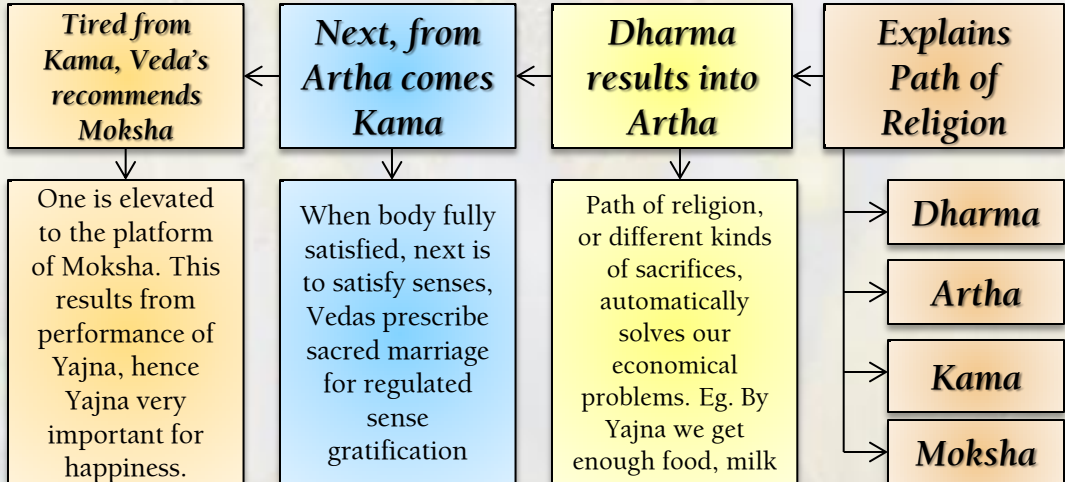 Tired from
Kama, Veda's
recommends
Moksha
Next, from
Artha comes
Kama
Dharma
results into
Artha
Explains
Path of
Religion
One is elevated
to the platform
of Moksha. This
results from
performance of
Yajna, hence
Yajna very
important for
happiness.
When body fully
satisfied, next is
to satisfy senses,
Vedas prescribe
sacred marriage
for regulated
sense
gratification
Path of religion,
or different kinds
of sacrifices,
automatically
solves our
economical
problems. Eg. By
Yajna we get
enough food, milk
Dharma
Artha
Kama
Moksha